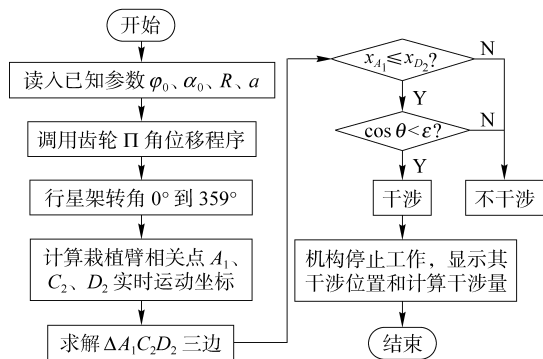 开始
读入已知参数 φ₀、α₀、R、a
调用齿轮 Π 角位移程序
行星架转角 0° 到 359°
计算栽植臂相关点 A₁、
C₂、D₂ 实时运动坐标
求解 ΔA₁C₂D₂ 三边
x_{A₁}≤x_{D₂}?
N
Y
cos θ<ε?
N
Y
干涉
不干涉
机构停止工作，显示其
干涉位置和计算干涉量
结束